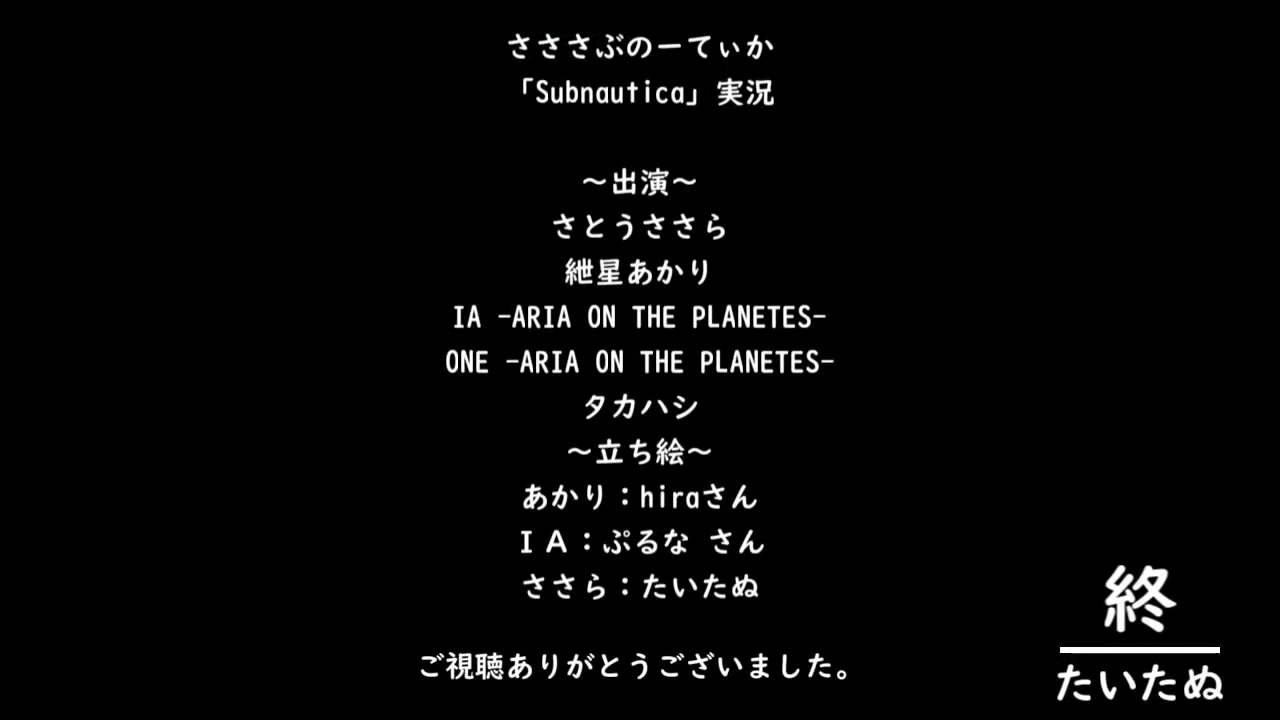 さささぶのーてぃか
「Subnautica」実況
～出演～
さとうささら
紲星あかり
IA -ARIA ON THE PLANETES-
ONE -ARIA ON THE PLANETES-
タカハシ
～立ち絵～
あかり：hiraさん
ＩＡ：ぷるな さん
ささら：たいたぬ
ご視聴ありがとうございました。
終
たいたぬ